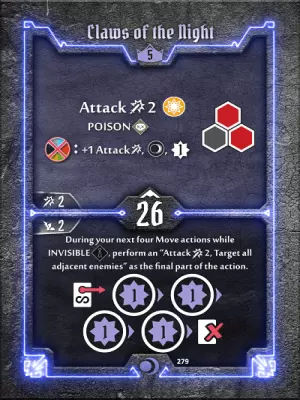 Claws of the Night
5
Attack 2
POISON
: +1 Attack , , 1
2
2
26
During your next four Move actions while
INVISIBLE , perform an "Attack 2, Target all
adjacent enemies" as the final part of the action.
1 1
1 1
279